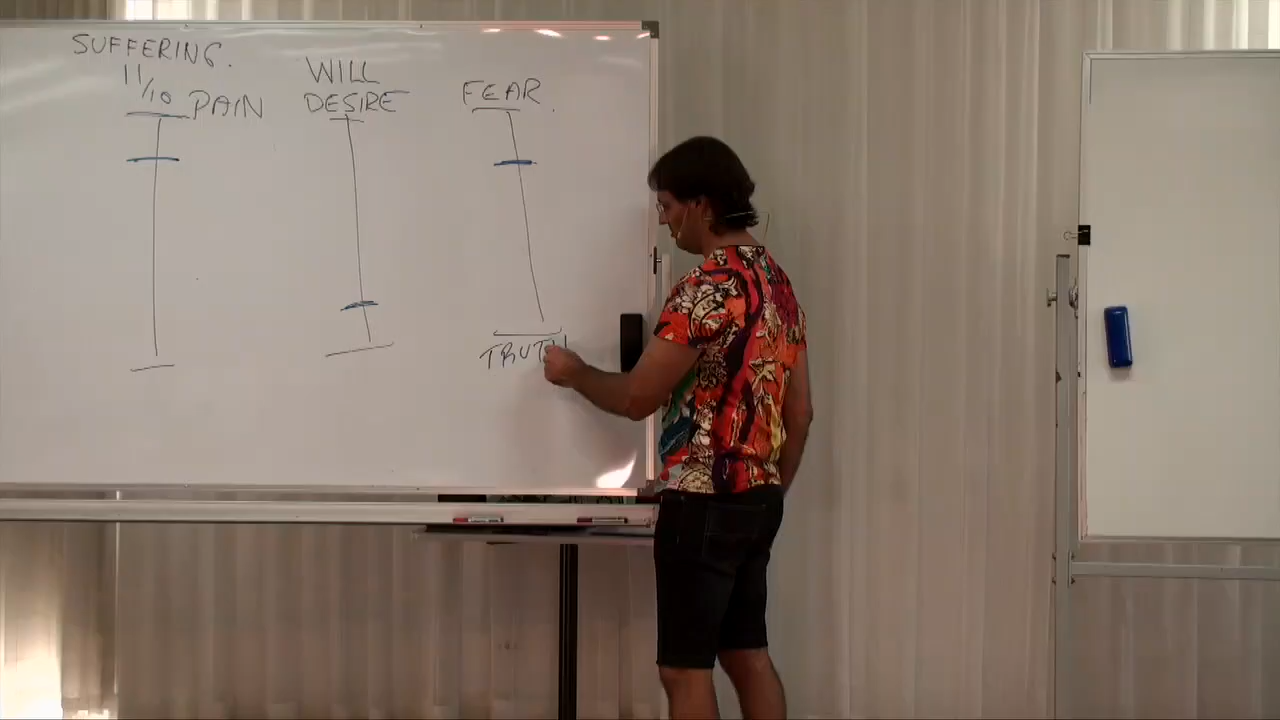 SUFFERING.
11/10 PAIN
WILL
DESIRE
FEAR.
TRUTH